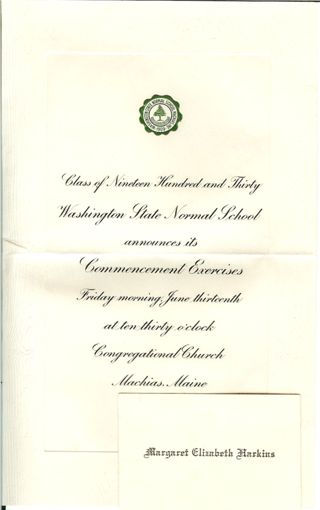 Class of Nineteen Hundred and Thirty
Washington State Normal School
announces its
Commencement Exercises
Friday morning, June thirteenth
at ten thirty o'clock
Congregational Church
Machias, Maine
Margaret Elizabeth Harkins